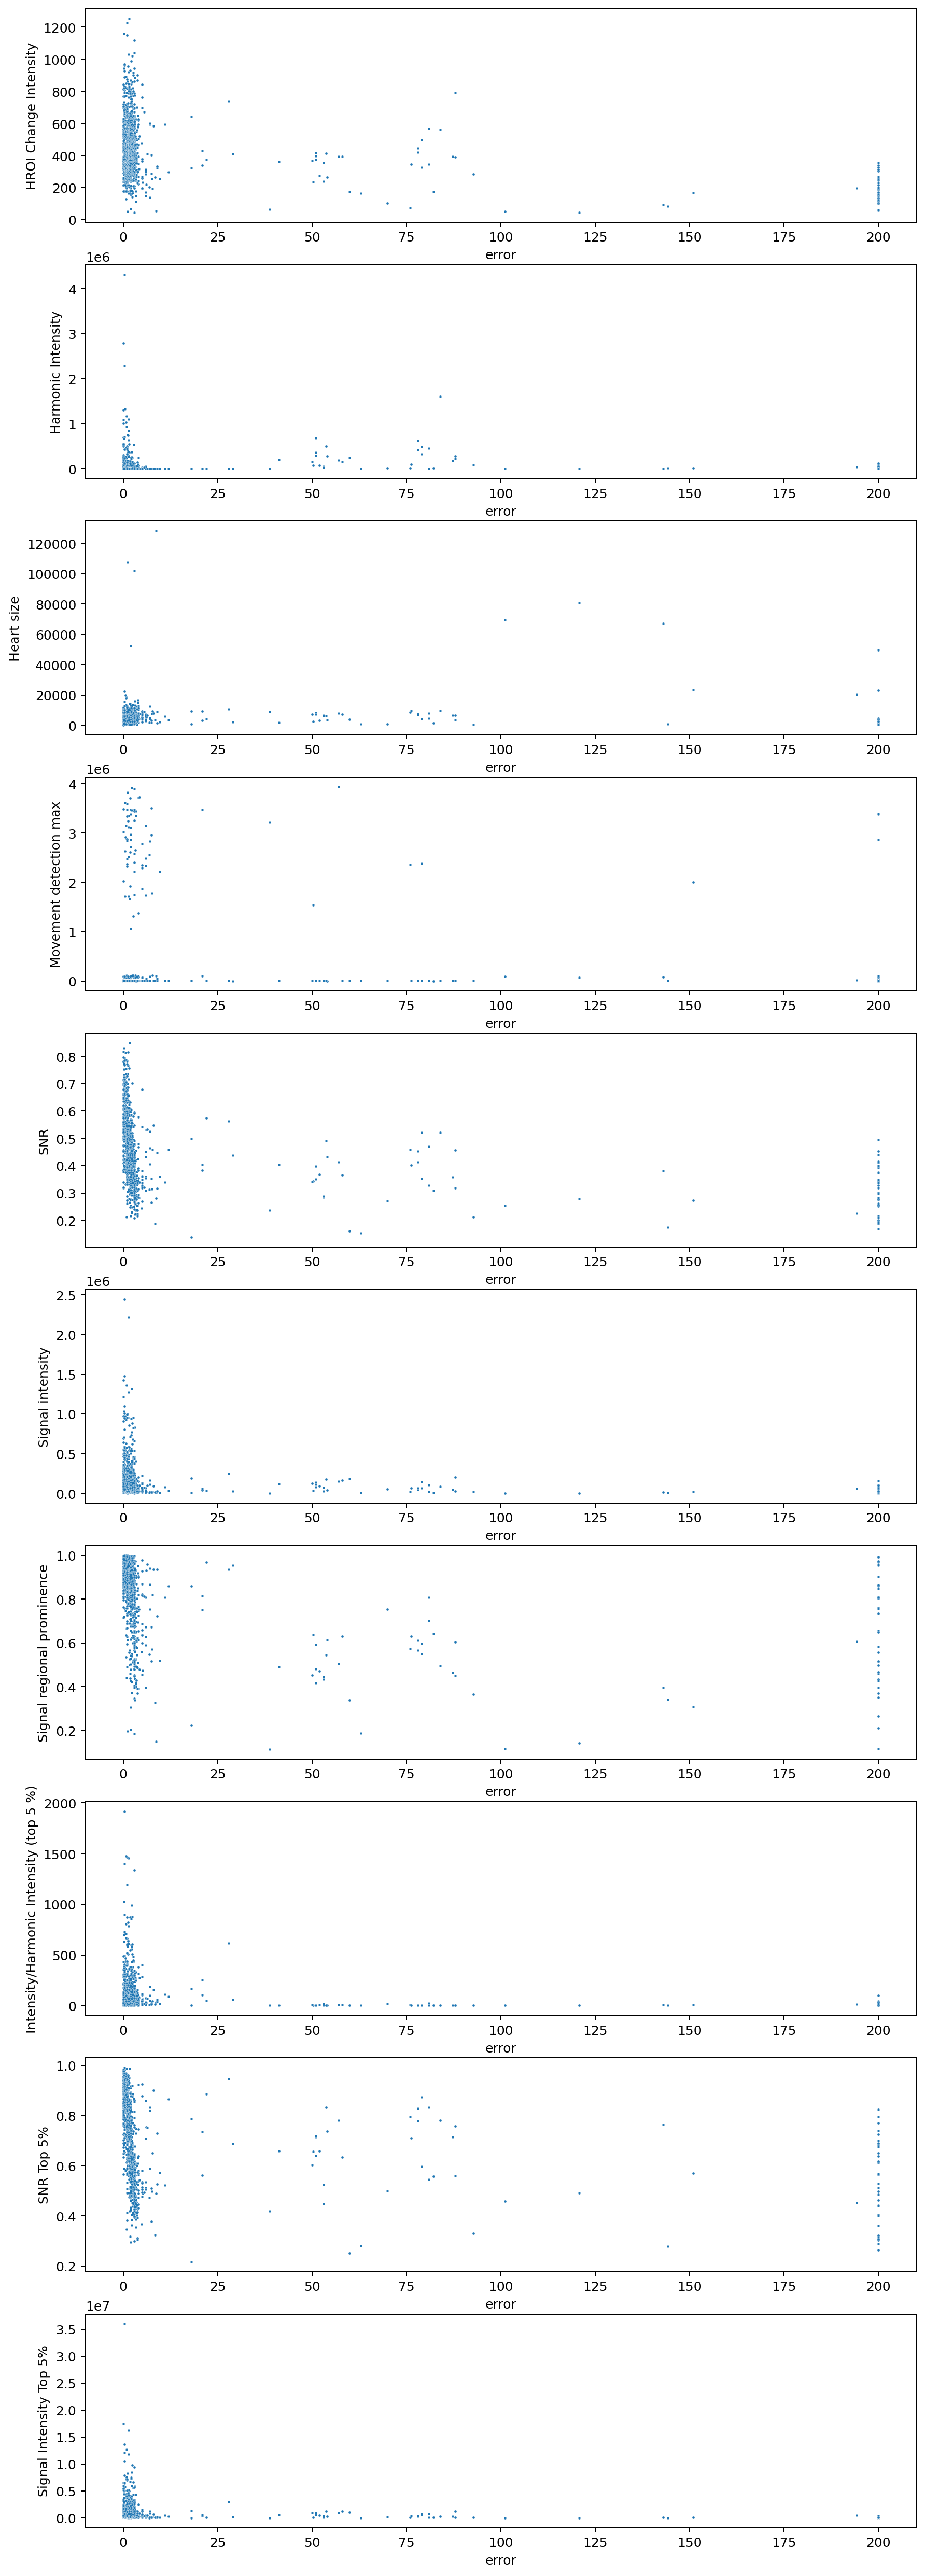 1200
1000
800
600
400
200
0
HROI Change Intensity
0 25 50 75 100 125 150 175 200
error
1e6
4
3
2
1
0
Harmonic Intensity
0 25 50 75 100 125 150 175 200
error
120000
100000
80000
60000
40000
20000
0
Heart size
0 25 50 75 100 125 150 175 200
error
1e6
4
3
2
1
0
Movement detection max
0 25 50 75 100 125 150 175 200
error
0.8
0.7
0.6
0.5
0.4
0.3
0.2
SNR
0 25 50 75 100 125 150 175 200
error
1e6
2.5
2.0
1.5
1.0
0.5
0.0
Signal intensity
0 25 50 75 100 125 150 175 200
error
1.0
0.8
0.6
0.4
0.2
Signal regional prominence
0 25 50 75 100 125 150 175 200
error
2000
1500
1000
500
0
Intensity/Harmonic Intensity (top 5 %)
0 25 50 75 100 125 150 175 200
error
1.0
0.8
0.6
0.4
0.2
SNR Top 5%
0 25 50 75 100 125 150 175 200
error
1e7
3.5
3.0
2.5
2.0
1.5
1.0
0.5
0.0
Signal Intensity Top 5%
0 25 50 75 100 125 150 175 200
error